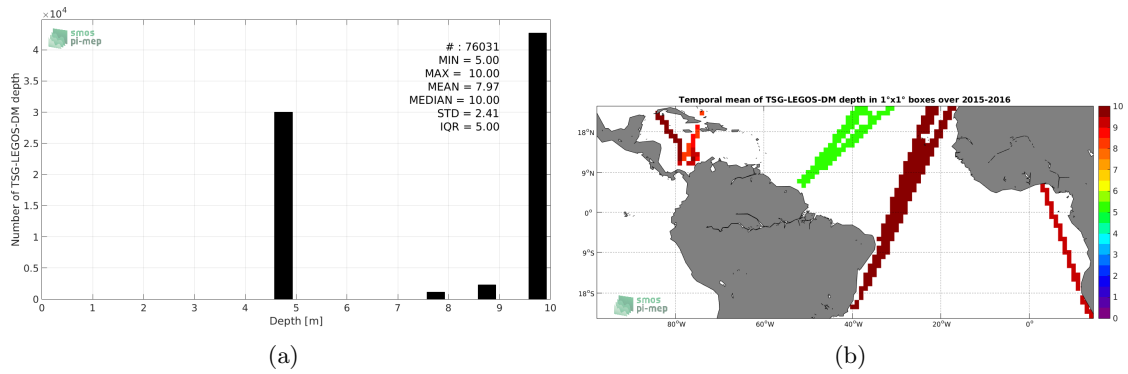 ×10⁴
smos
pi-mep
# : 76031
MIN = 5.00
MAX = 10.00
MEAN = 7.97
MEDIAN = 10.00
STD = 2.41
IQR = 5.00
Number of TSG-LEGOS-DM depth
4
3.5
3
2.5
2
1.5
1
0.5
0
0 1 2 3 4 5 6 7 8 9 10
Depth [m]
(a)
Temporal mean of TSG-LEGOS-DM depth in 1°x1° boxes over 2015-2016
18°N
9°N
0°
9°S
18°S
80°W 60°W 40°W 20°W 0°
10
9
8
7
6
5
4
3
2
1
0
smos
pi-mep
(b)